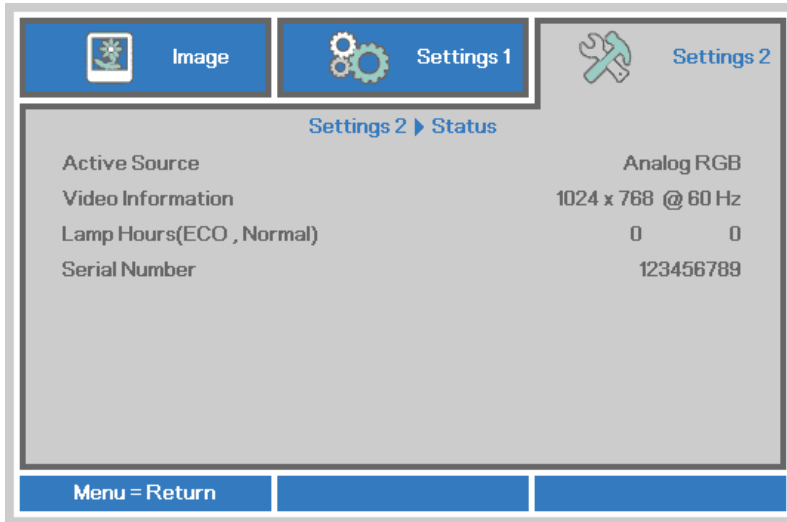 Image
Settings 1
Settings 2
Settings 2 Status
Active Source Analog RGB
Video Information 1024 x 768 @ 60 Hz
Lamp Hours(ECO , Normal) 0 0
Serial Number 123456789
Menu = Return